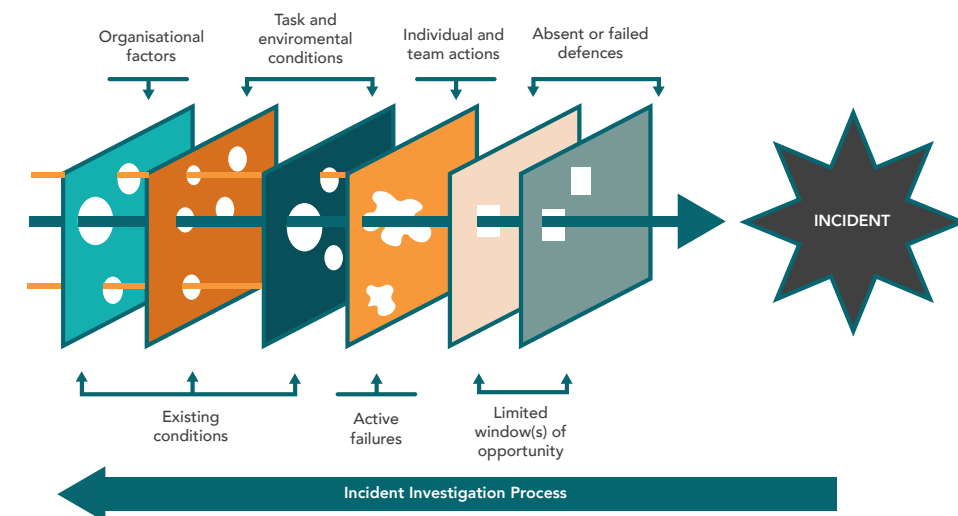 Organisational
factors
Task and
enviromental
conditions
Individual and
team actions
Absent or failed
defences
INCIDENT
Existing
conditions
Active
failures
Limited
window(s) of
opportunity
Incident Investigation Process